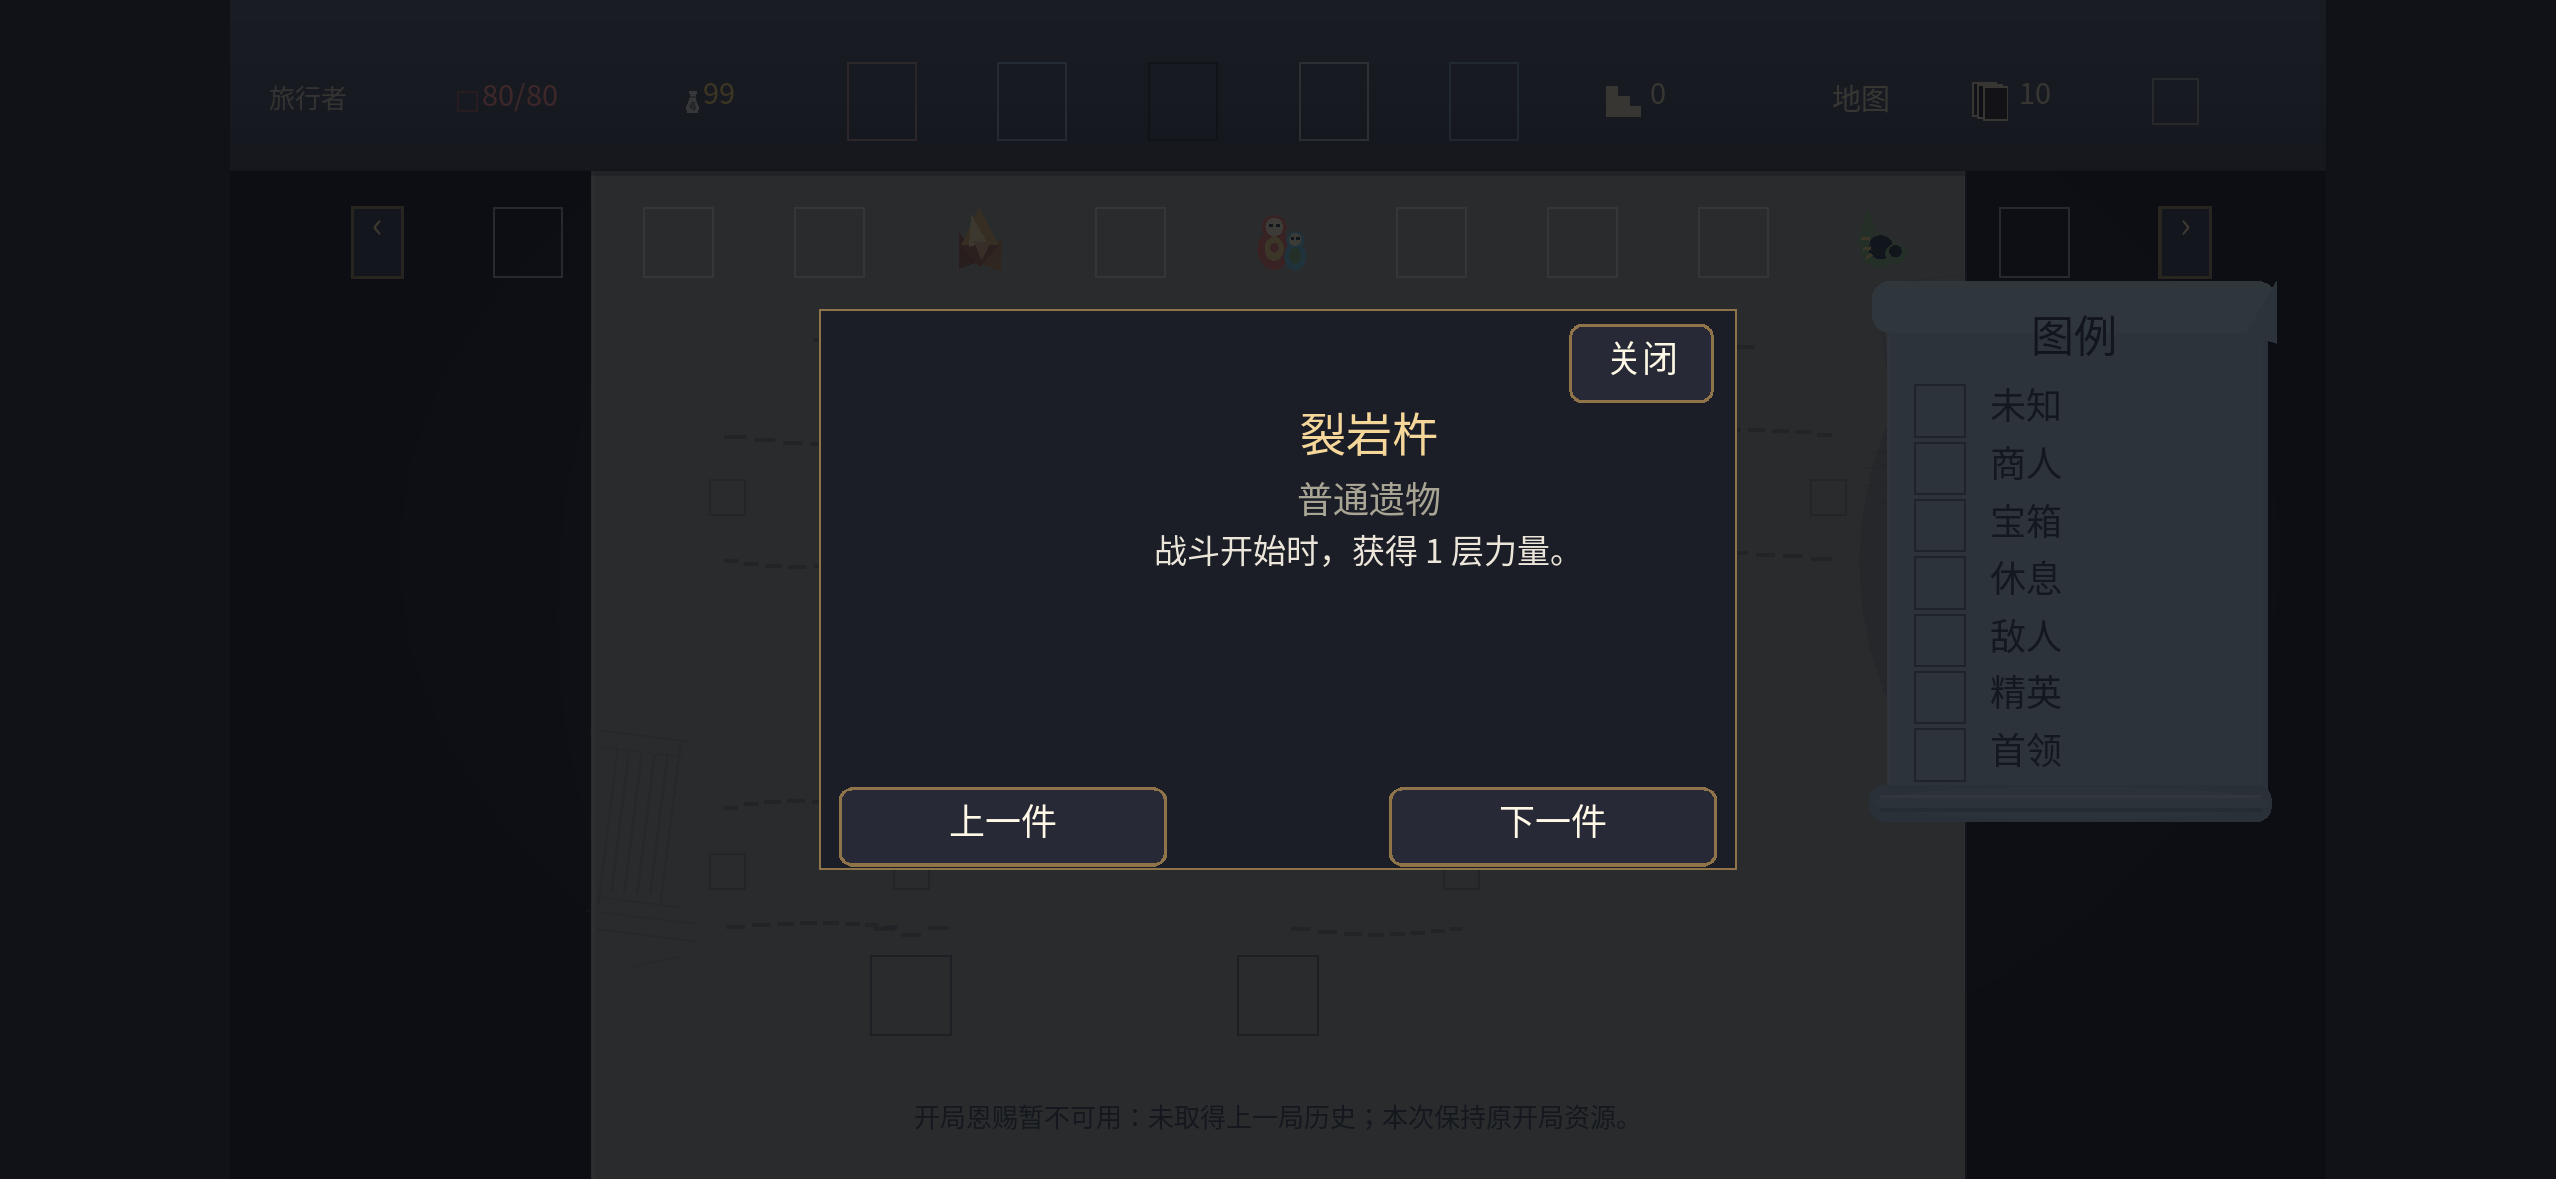 旅行者 80/80 99 0 地图 10
‹ ›
关闭
裂岩杵
普通遗物
战斗开始时，获得 1 层力量。
上一件 下一件
图例
未知
商人
宝箱
休息
敌人
精英
首领
开局恩赐暂不可用：未取得上一局历史；本次保持原开局资源。